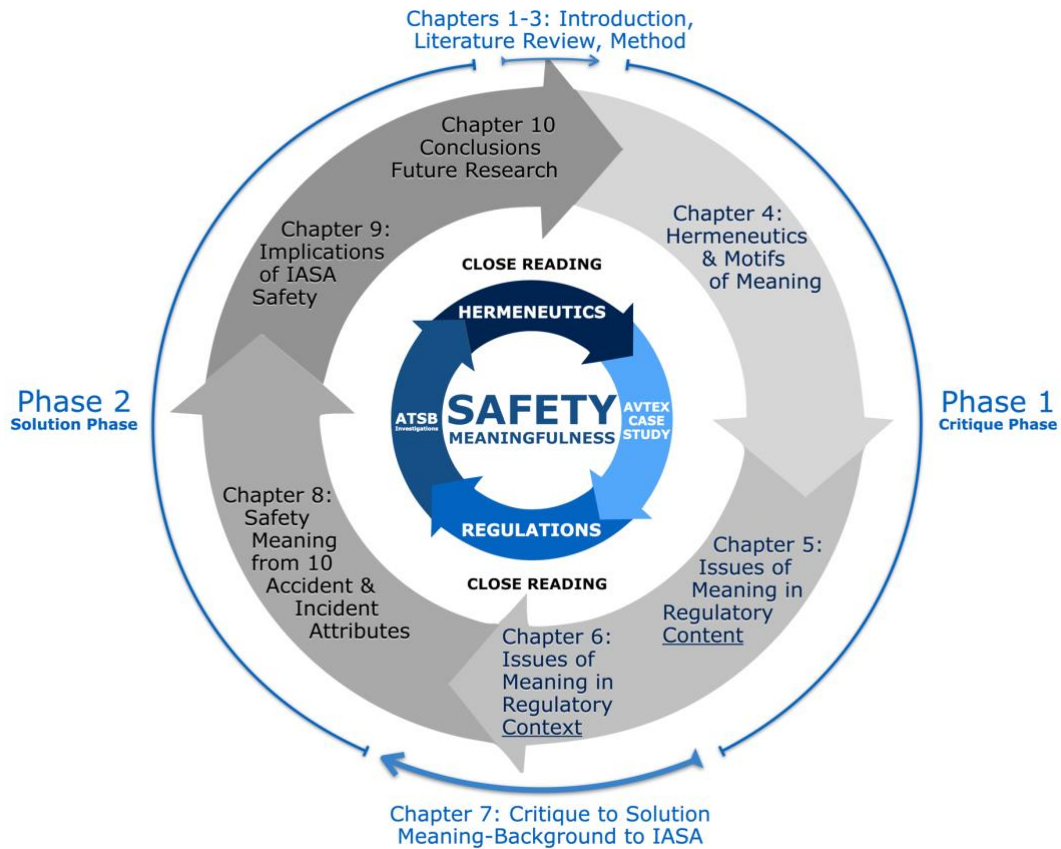 Chapters 1-3: Introduction,
Literature Review, Method
Chapter 10
Conclusions
Future Research
Chapter 4:
Hermeneutics
& Motifs
of Meaning
Chapter 9:
Implications
of IASA
Safety
CLOSE READING
HERMENEUTICS
Phase 2
Solution Phase
ATSB
Investigations
SAFETY
MEANINGFULNESS
AVTEX
CASE
STUDY
Phase 1
Critique Phase
REGULATIONS
CLOSE READING
Chapter 8:
Safety
Meaning
from 10
Accident &
Incident
Attributes
Chapter 5:
Issues of
Meaning in
Regulatory
Content
Chapter 6:
Issues of
Meaning in
Regulatory
Context
Chapter 7: Critique to Solution
Meaning-Background to IASA